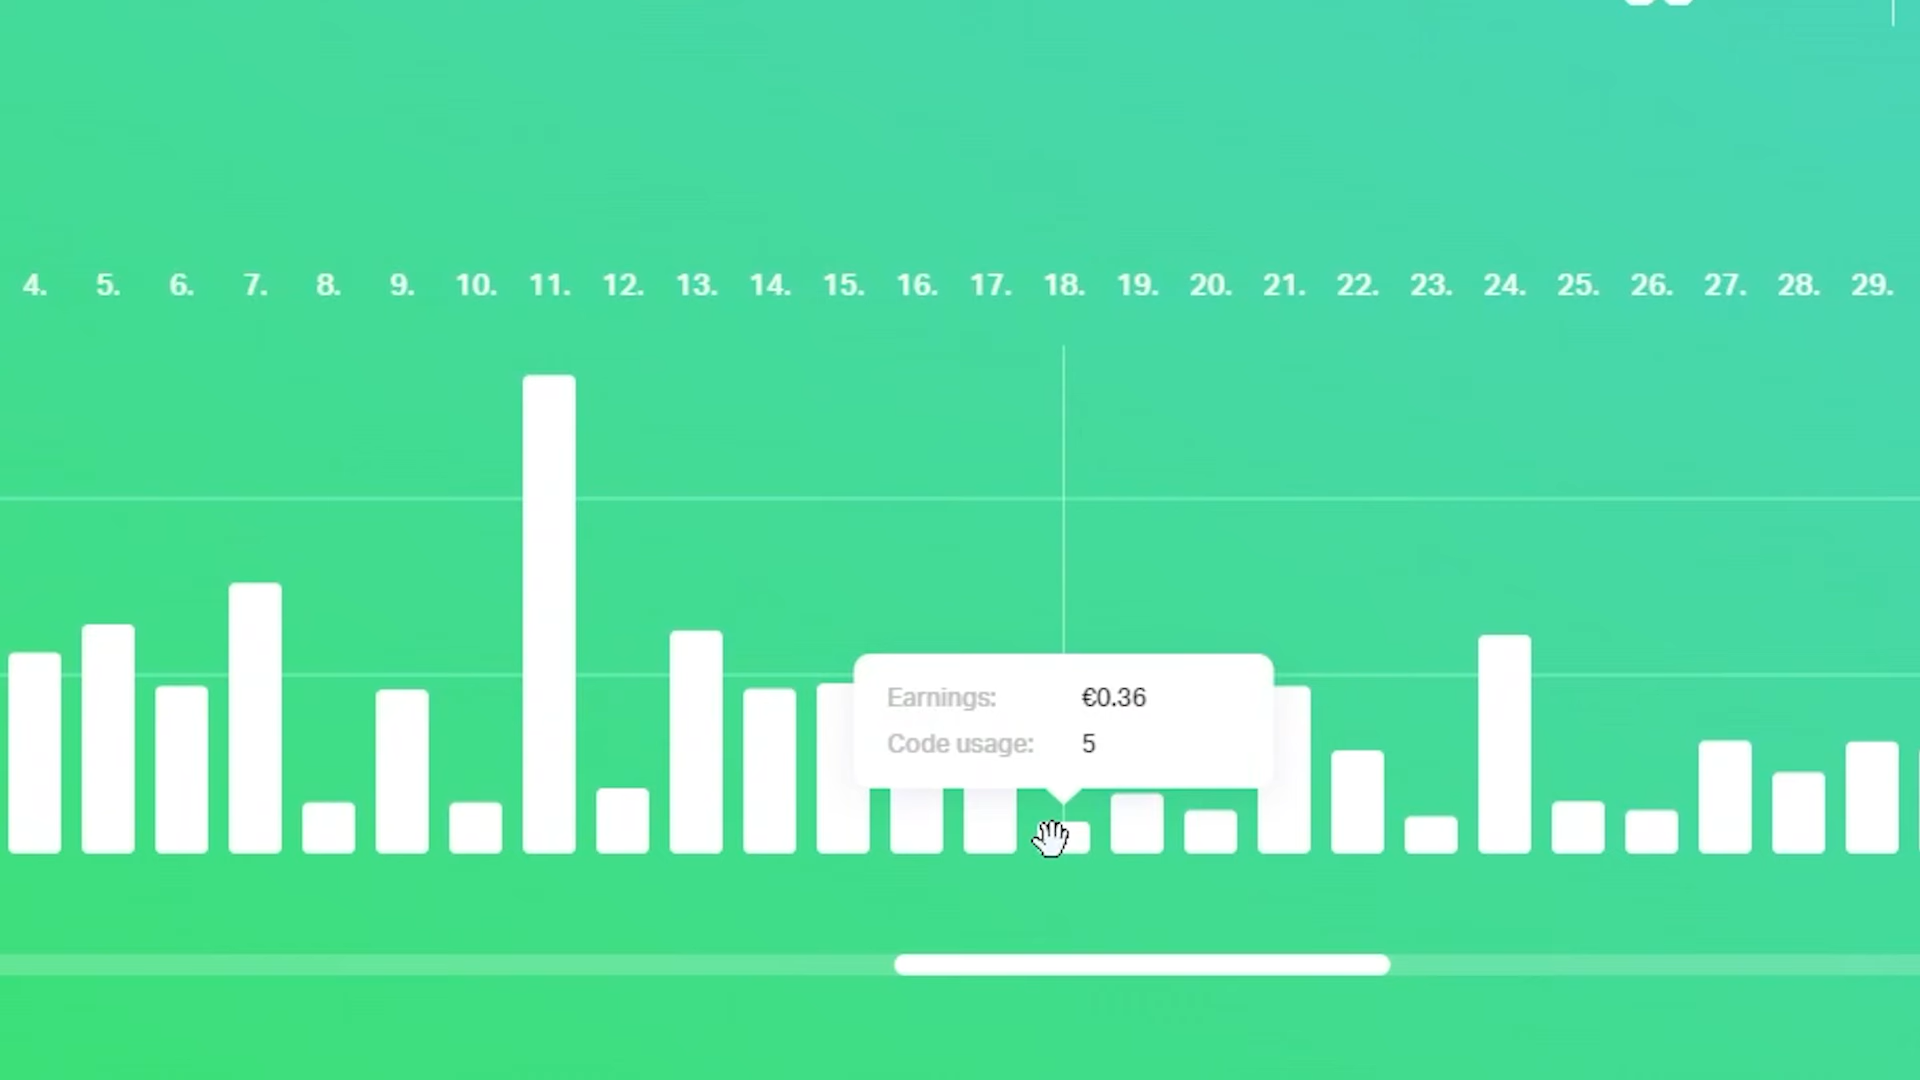 4. 5. 6. 7. 8. 9. 10. 11. 12. 13. 14. 15. 16. 17. 18. 19. 20. 21. 22. 23. 24. 25. 26. 27. 28. 29.
Earnings: €0.36
Code usage: 5